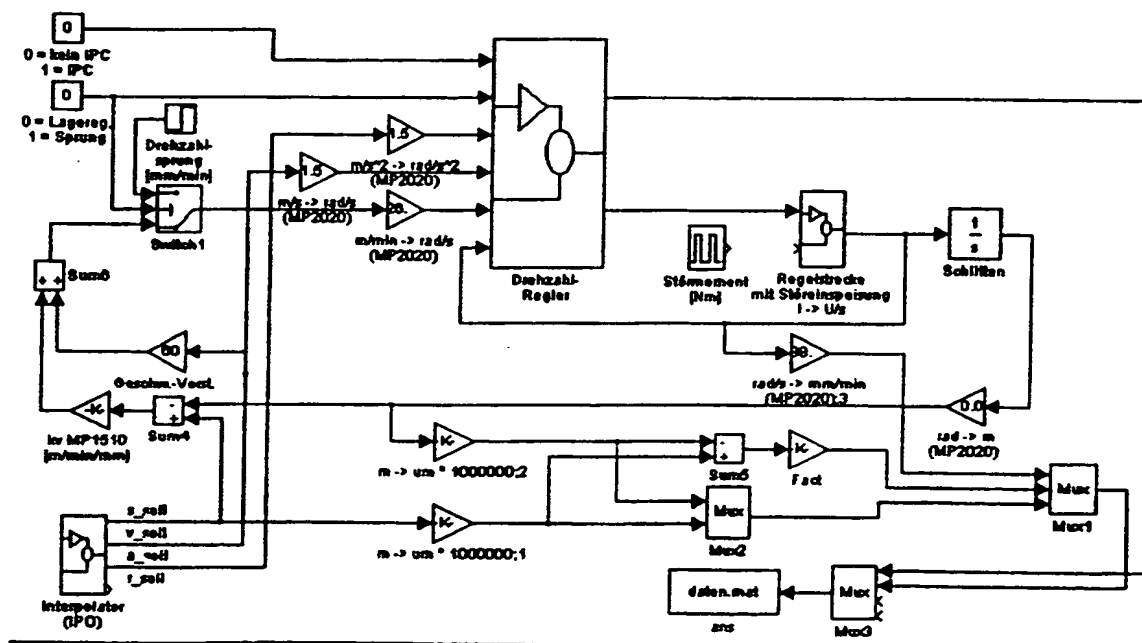 0
0 = kein IPC
1 = IPC
0
0 = Lagereg.
1 = Sprung
Drehzahl-
sprung
[mm/min]
Switch1
1.5
m/s^2 -> rad/s^2
(MP2020)
1.5
m/s -> rad/s
(MP2020)
26.
m/min -> rad/s
(MP2020)
Drehzahl-
Regler
Störmoment
[Nm]
Regelstrecke
mit Störeinspeisung
I -> U/s
1
s
Schlitten
+ +
Sum6
60
Geschw.-Vorst.
-K-
kv MP1510
[m/min/mm]
-
+
Sum4
rad/s -> mm/min
(MP2020);3
0.0
rad -> m
(MP2020)
K
m -> um * 1000000;2
-
+
Sum5
K
Fact
Mux
Mux1
s_soll
v_soll
a_soll
r_soll
Interpolator
(IPO)
K
m -> um * 1000000;1
Mux
Mux2
daten.mat
ans
Mux
Mux3